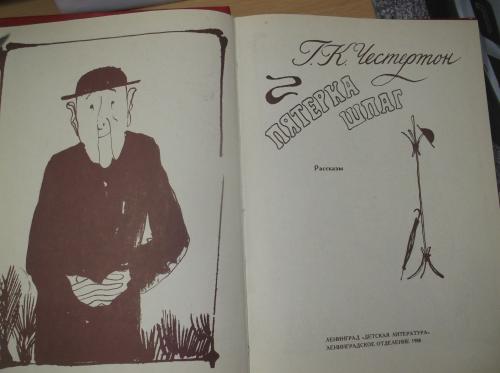 Г. К. Честертон
ПЯТЕРКА
ШПАГ
Рассказы
ЛЕНИНГРАД «ДЕТСКАЯ ЛИТЕРАТУРА»
ЛЕНИНГРАДСКОЕ ОТДЕЛЕНИЕ 1988